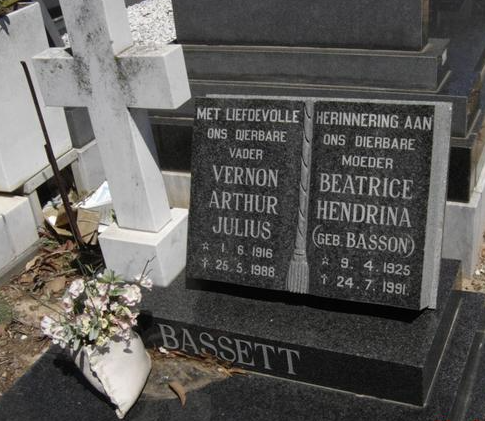 MET LIEFDEVOLLE
ONS DIERBARE
VADER
VERNON
ARTHUR
JULIUS
☆ 1. 6. 1916
† 25. 5. 1988.
HERINNERING AAN
ONS DIERBARE
MOEDER
BEATRICE
HENDRINA
(GEB. BASSON)
☆ 9. 4. 1925
† 24. 7. 1991.
BASSETT